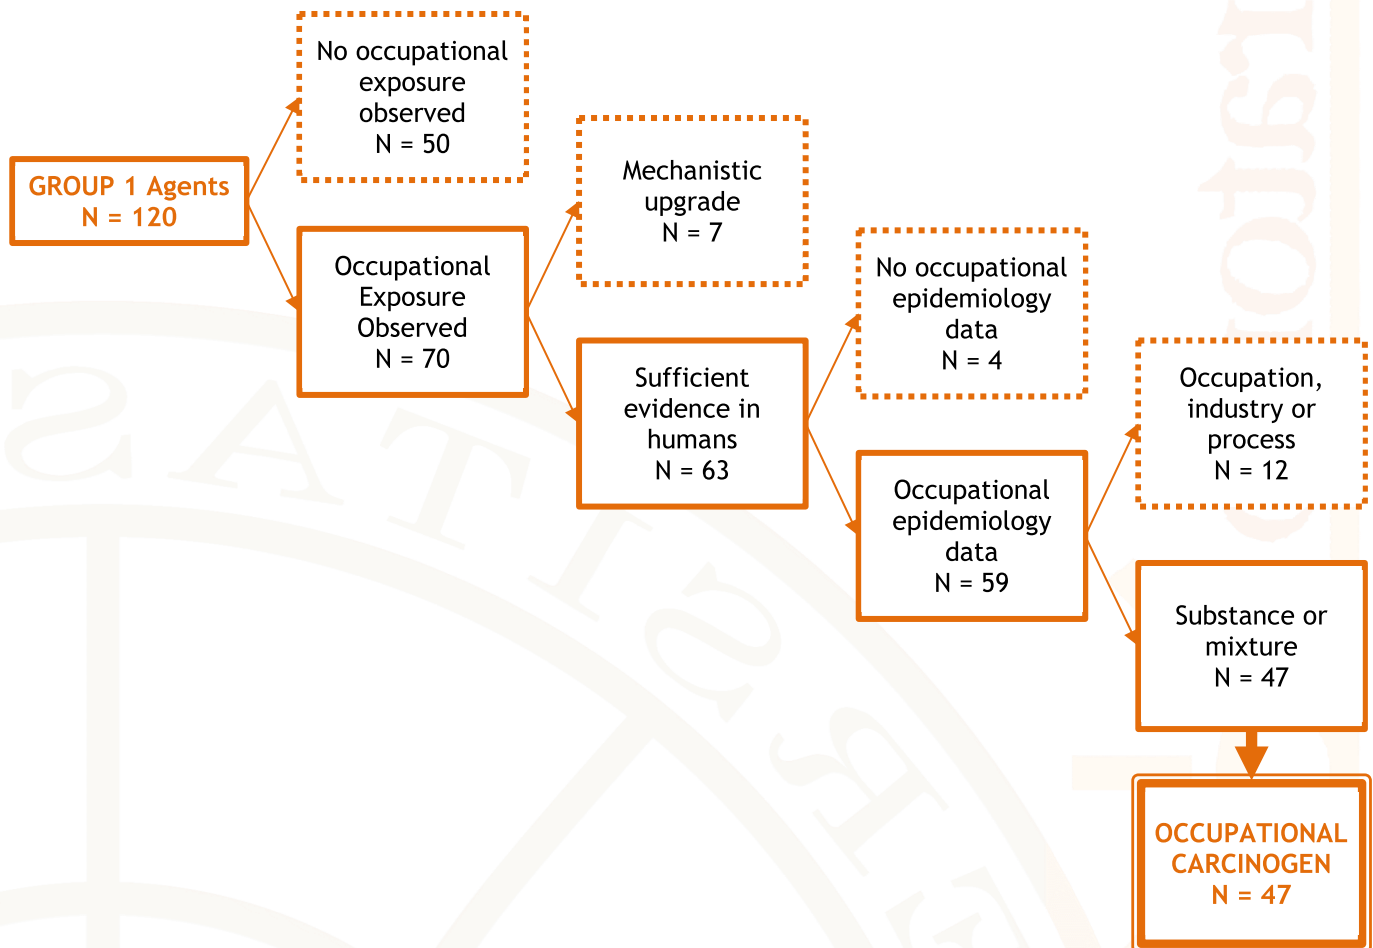 No occupational
exposure
observed
N = 50
GROUP 1 Agents
N = 120
Occupational
Exposure
Observed
N = 70
Mechanistic
upgrade
N = 7
Sufficient
evidence in
humans
N = 63
No occupational
epidemiology
data
N = 4
Occupational
epidemiology
data
N = 59
Occupation,
industry or
process
N = 12
Substance or
mixture
N = 47
OCCUPATIONAL
CARCINOGEN
N = 47